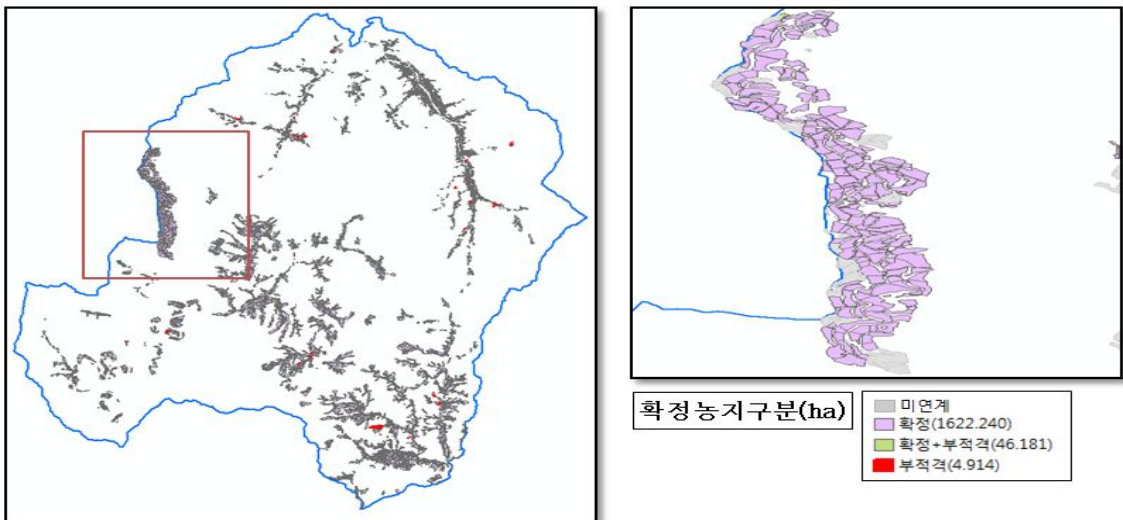 확정농지구분(ha)
미연계
확정(1622.240)
확정+부적격(46.181)
부적격(4.914)